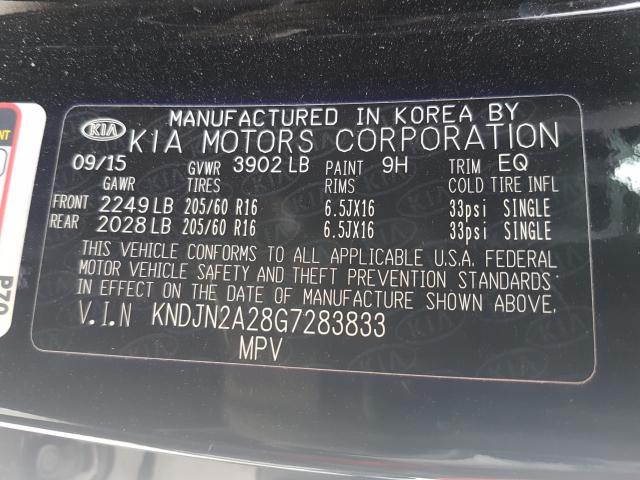 MANUFACTURED IN KOREA BY
KIA KIA MOTORS CORPORATION
09/15 GVWR 3902 LB PAINT 9H TRIM EQ
GAWR TIRES RIMS COLD TIRE INFL
FRONT 2249 LB 205/60 R16 6.5JX16 33psi SINGLE
REAR 2028 LB 205/60 R16 6.5JX16 33psi SINGLE
THIS VEHICLE CONFORMS TO ALL APPLICABLE U.S.A. FEDERAL
MOTOR VEHICLE SAFETY AND THEFT PREVENTION STANDARDS
IN EFFECT ON THE DATE OF MANUFACTURE SHOWN ABOVE.
V.I.N KNDJN2A28G7283833
MPV
P70